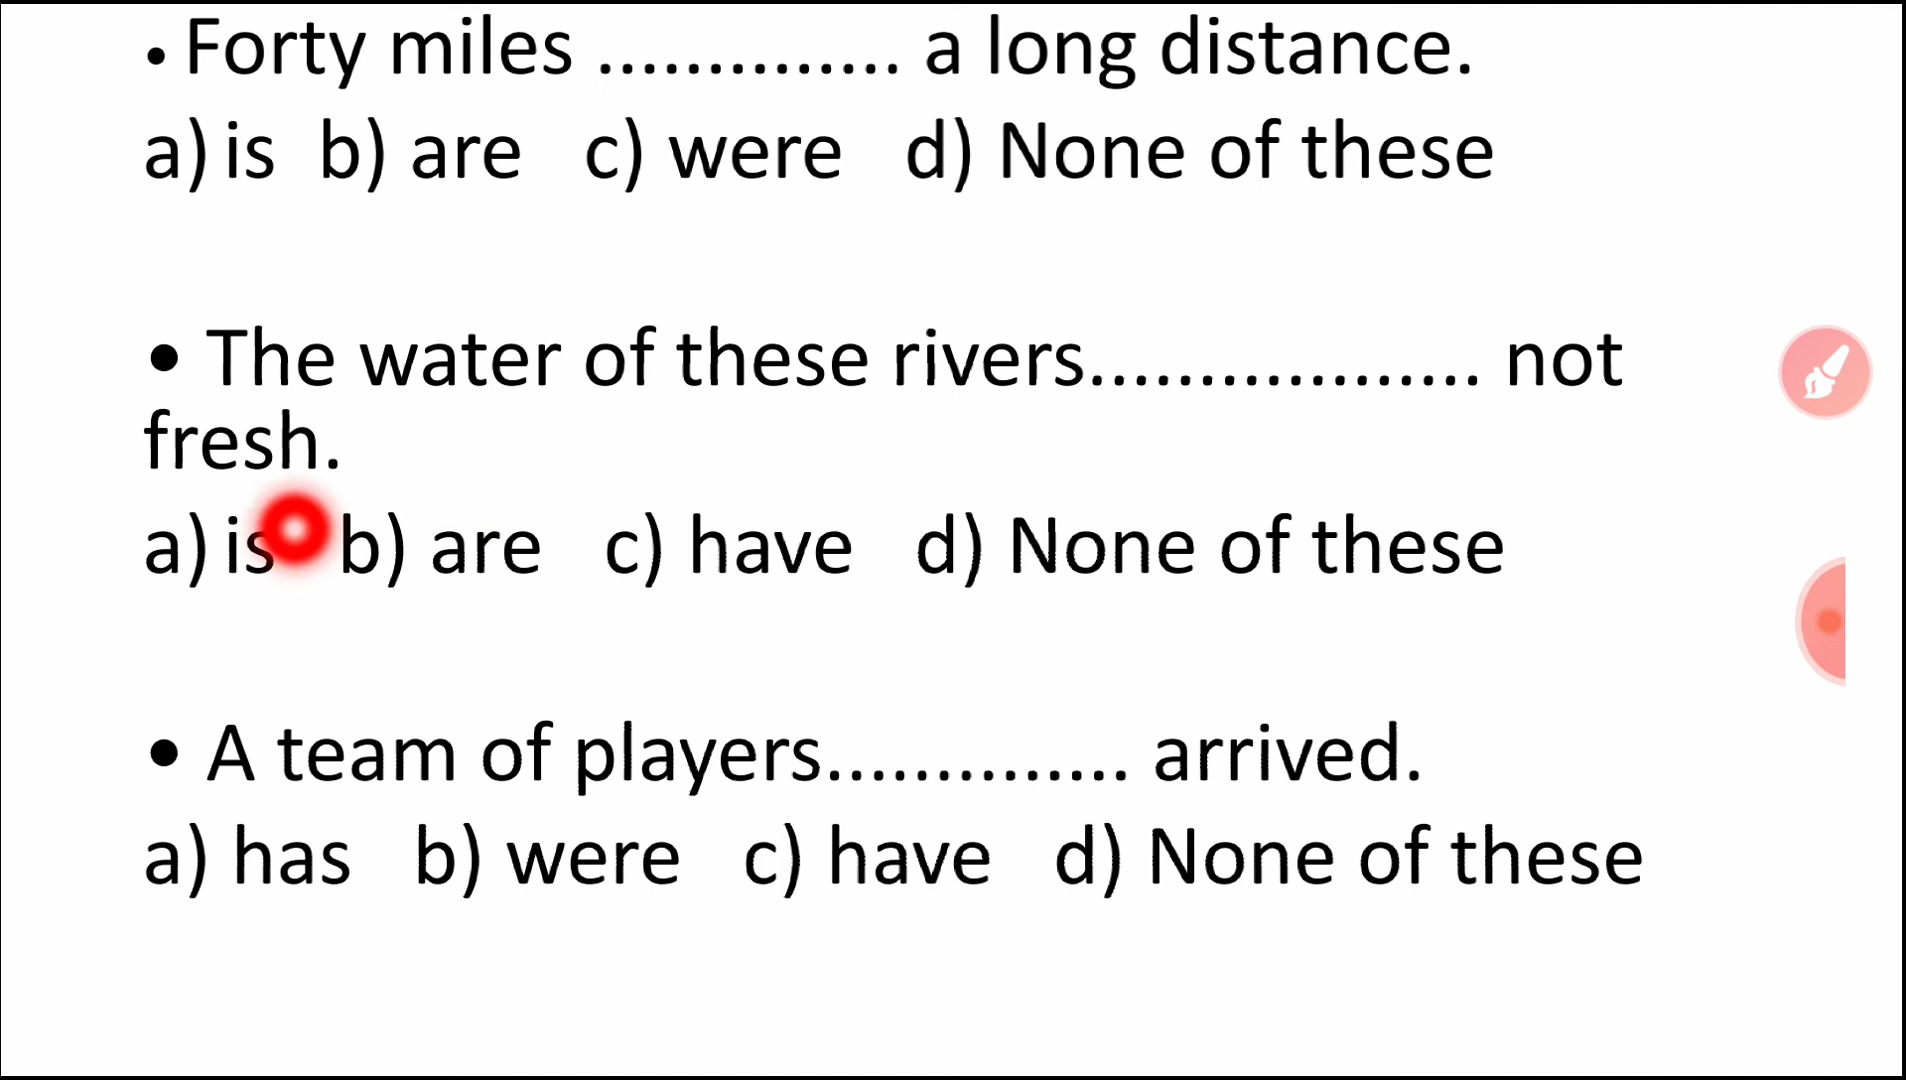 • Forty miles .............. a long distance.
a) is b) are c) were d) None of these
• The water of these rivers.................. not
fresh.
a) is b) are c) have d) None of these
• A team of players.............. arrived.
a) has b) were c) have d) None of these